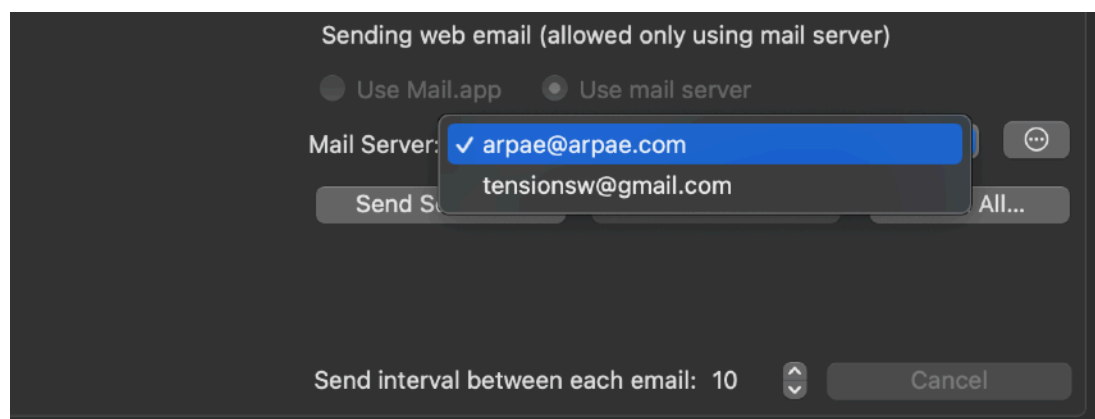 Sending web email (allowed only using mail server)
Use Mail.app Use mail server
Mail Server: ✓ arpae@arpae.com
tensionsw@gmail.com
Send All...
Send interval between each email: 10 Cancel